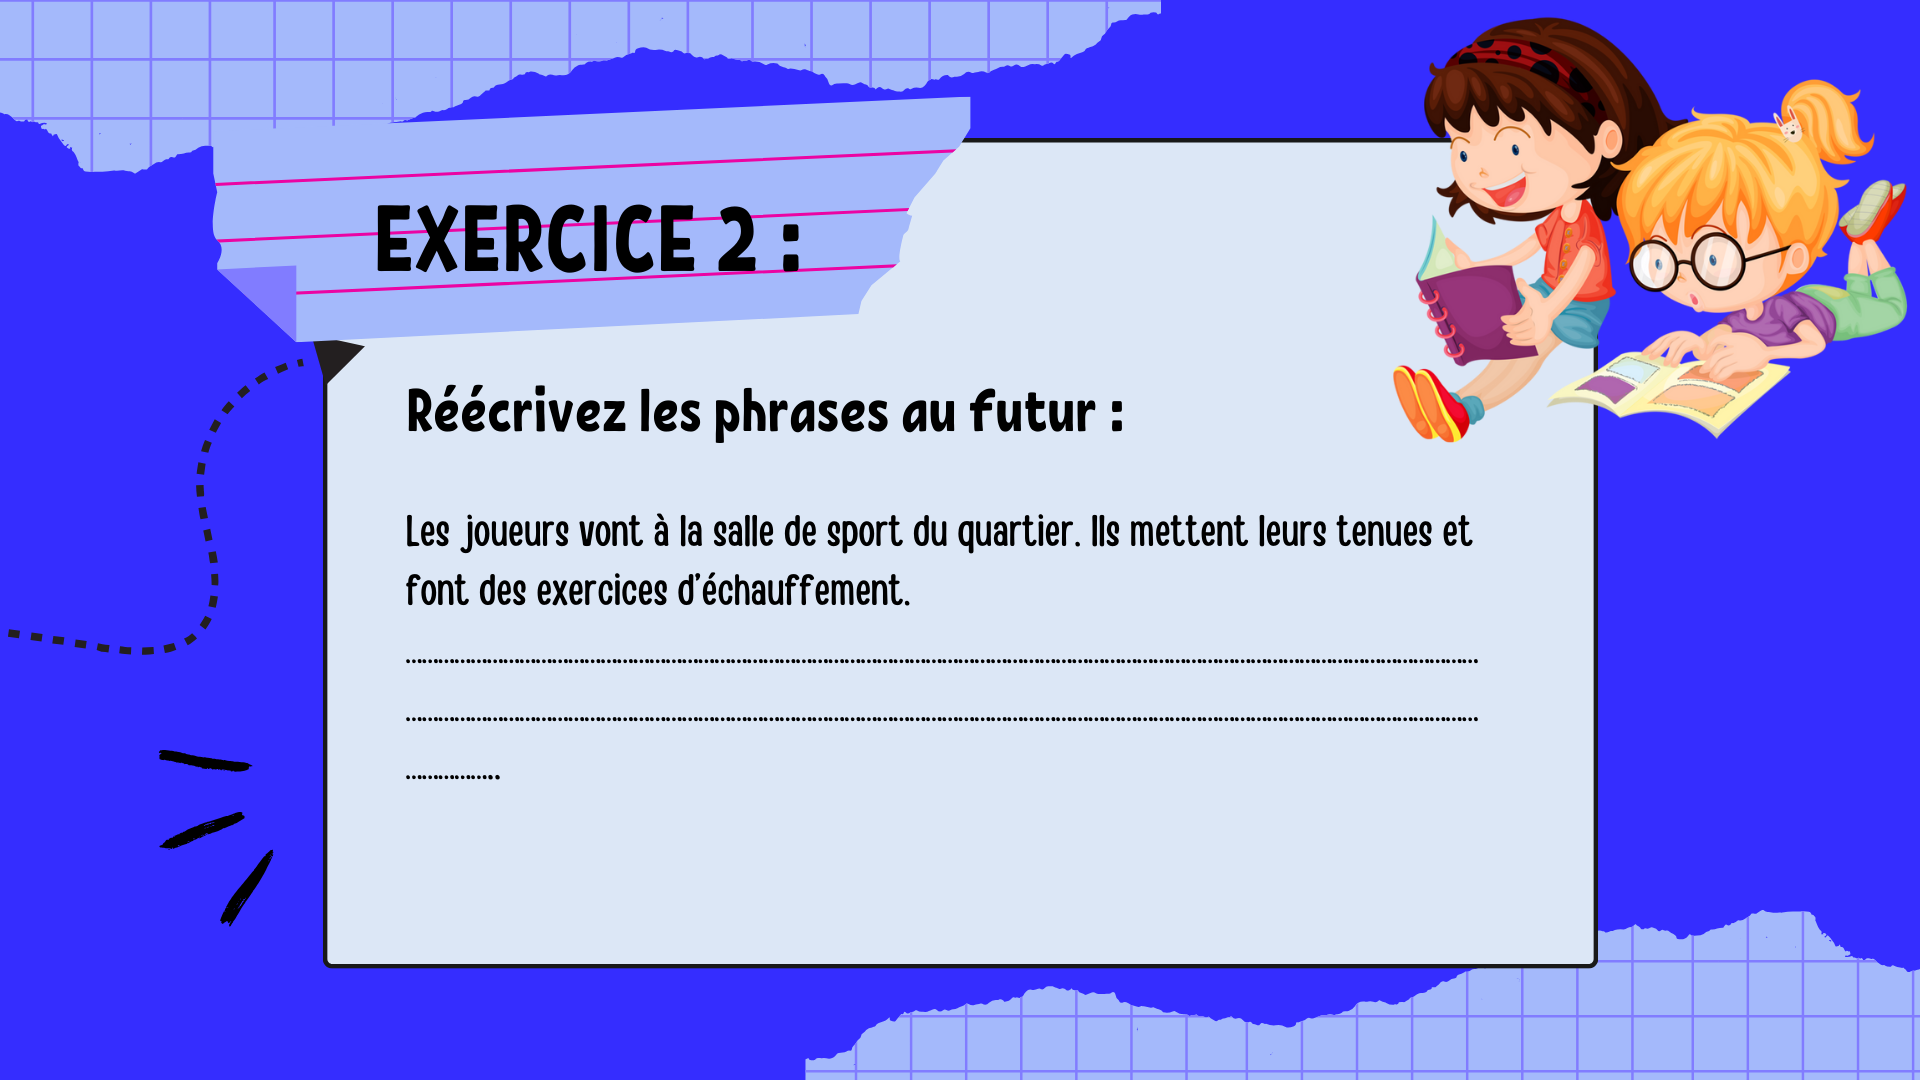 EXERCICE 2 :
Réécrivez les phrases au futur :
Les joueurs vont à la salle de sport du quartier. Ils mettent leurs tenues et
font des exercices d'échauffement.